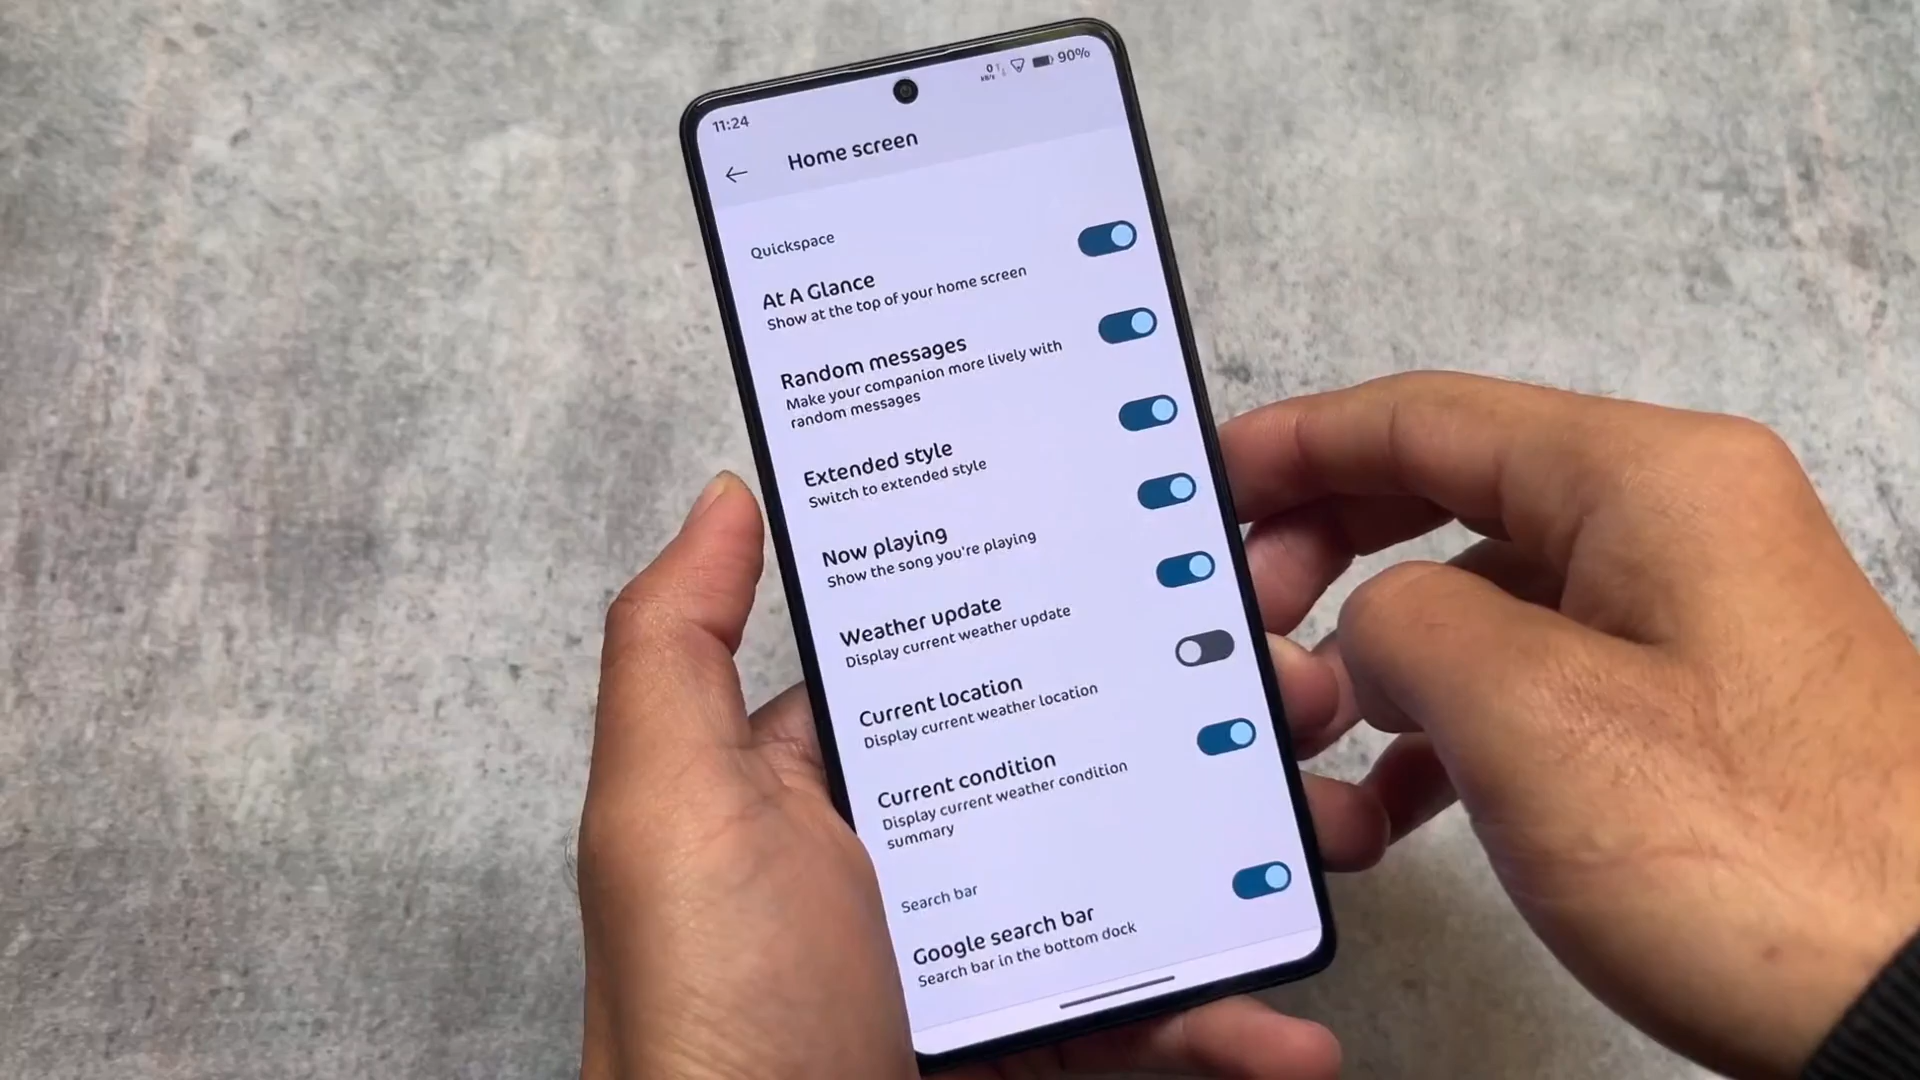 11:24
0
KB/s
90%
Home screen
Quickspace
At A Glance
Show at the top of your home screen
Random messages
Make your companion more lively with
random messages
Extended style
Switch to extended style
Now playing
Show the song you're playing
Weather update
Display current weather update
Current location
Display current weather location
Current condition
Display current weather condition
summary
Search bar
Google search bar
Search bar in the bottom dock